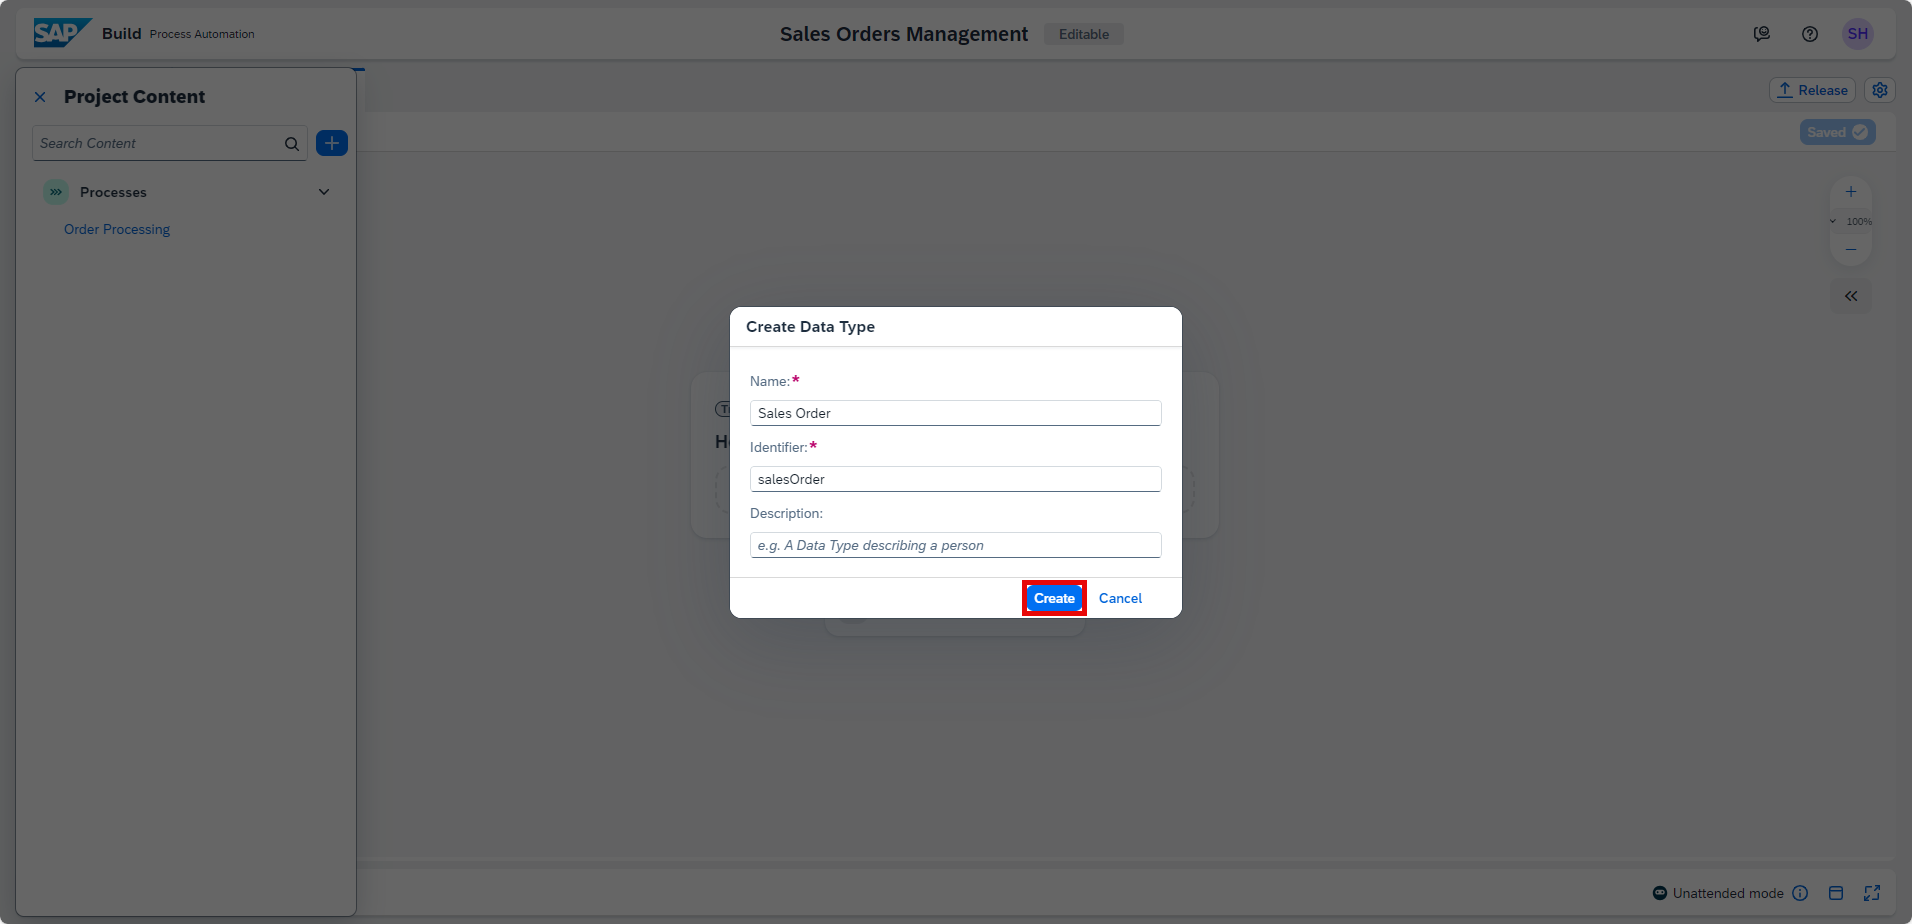 SAP Build Process Automation
Sales Orders Management Editable
SH
Project Content
Release
Search Content
Saved
Processes
Order Processing
100%
Create Data Type
Name:*
Sales Order
Identifier:*
salesOrder
Description:
e.g. A Data Type describing a person
Create Cancel
Unattended mode